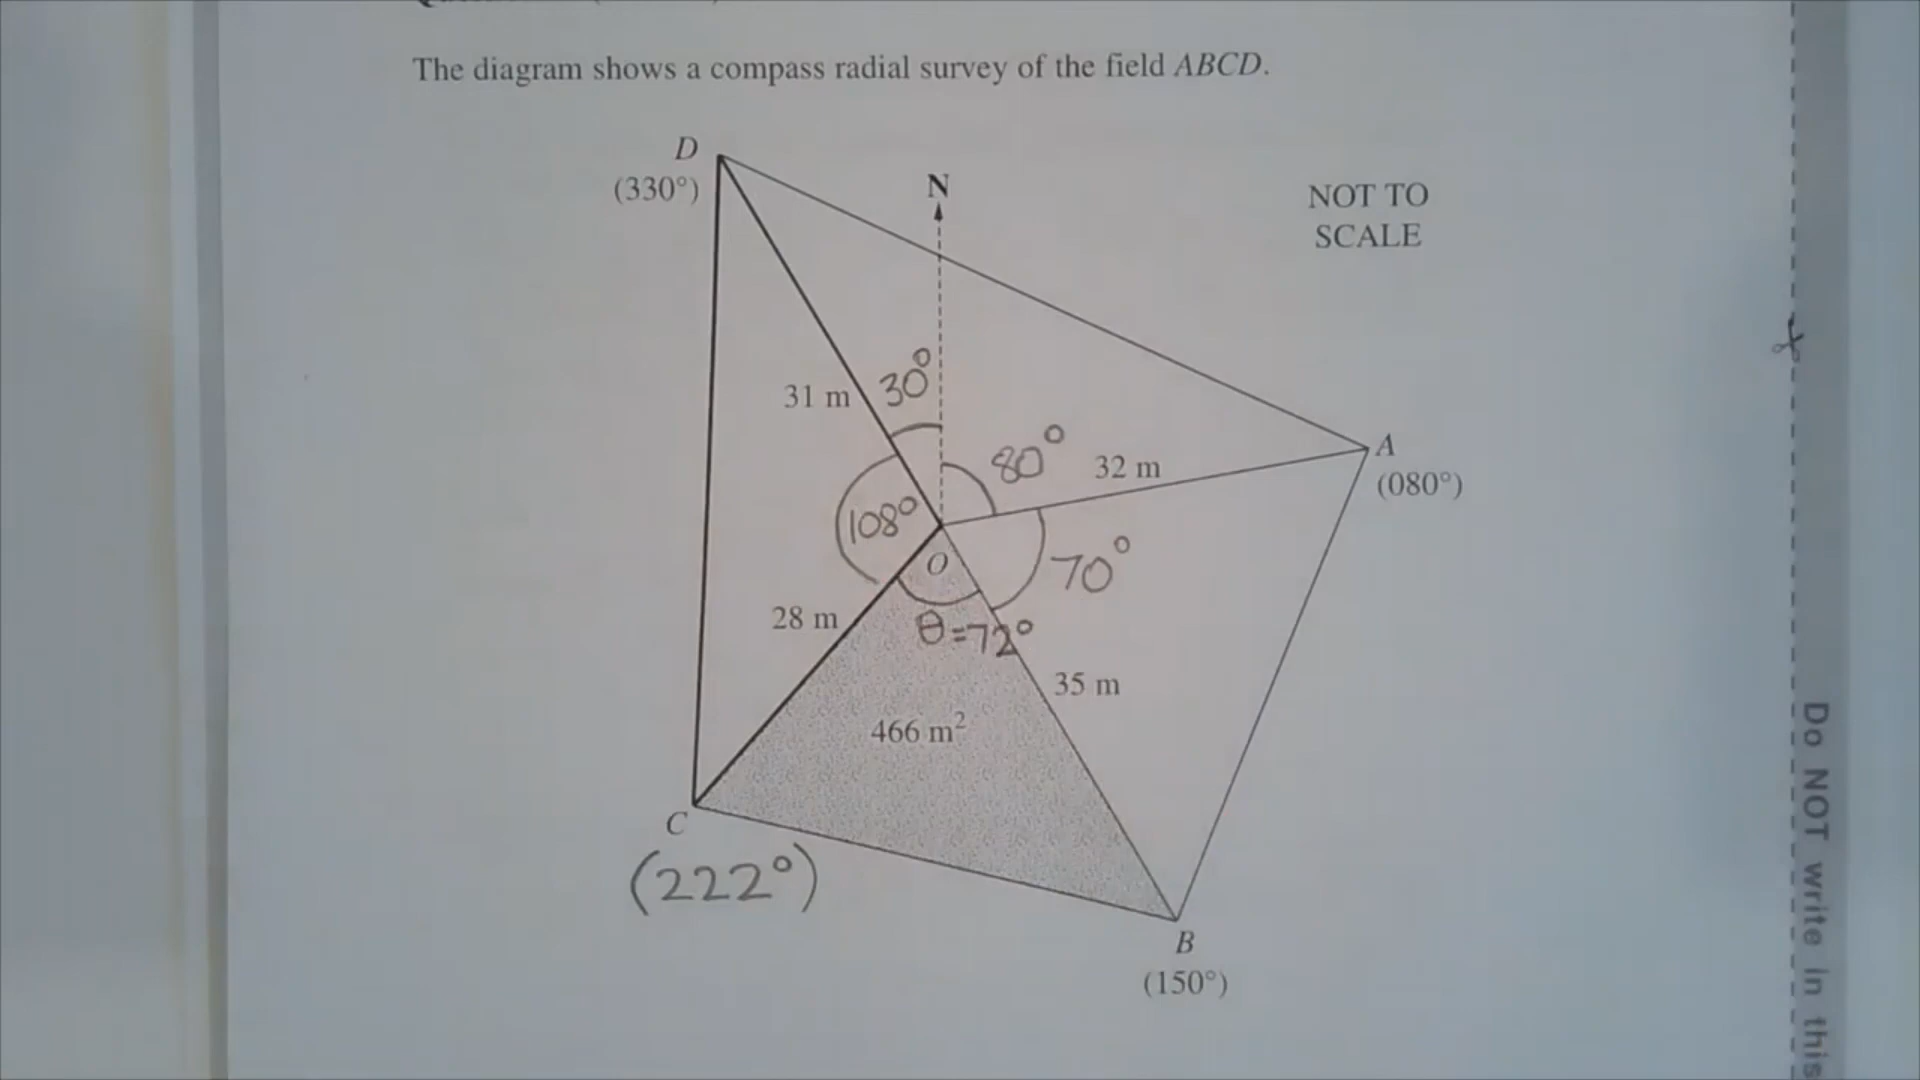 The diagram shows a compass radial survey of the field ABCD.
D
(330°)
N
NOT TO
SCALE
31 m
30°
80°
32 m
A
(080°)
108°
O
70°
28 m
θ=72°
35 m
466 m²
C
(222°)
B
(150°)
Do NOT write in this